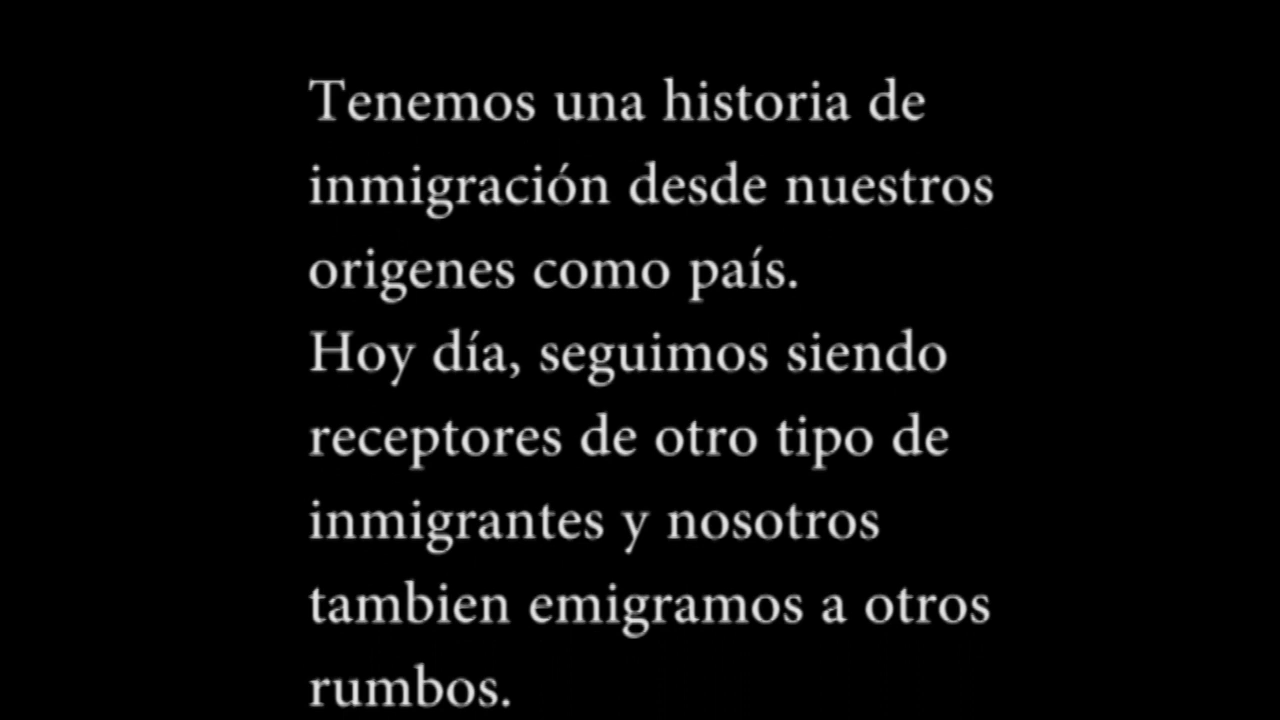 Tenemos una historia de
inmigración desde nuestros
origenes como país.
Hoy día, seguimos siendo
receptores de otro tipo de
inmigrantes y nosotros
tambien emigramos a otros
rumbos.